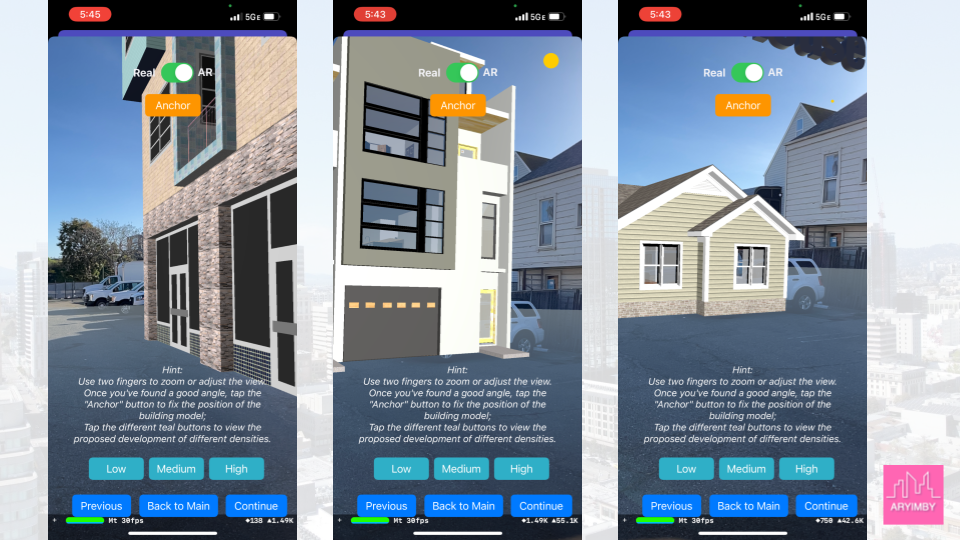 5:45
5G E
Real AR
Anchor
Hint:
Use two fingers to zoom or adjust the view.
Once you've found a good angle, tap the
"Anchor" button to fix the position of the
building model;
Tap the different teal buttons to view the
proposed development of different densities.
Low Medium High
Previous Back to Main Continue
Mt 30fps ◆138 ▲1.49K
5:43
5G E
Real AR
Anchor
Hint:
Use two fingers to zoom or adjust the view.
Once you've found a good angle, tap the
"Anchor" button to fix the position of the
building model;
Tap the different teal buttons to view the
proposed development of different densities.
Low Medium High
Previous Back to Main Continue
Mt 30fps ◆1.49K ▲55.1K
5:43
5G E
Real AR
Anchor
Hint:
Use two fingers to zoom or adjust the view.
Once you've found a good angle, tap the
"Anchor" button to fix the position of the
building model;
Tap the different teal buttons to view the
proposed development of different densities.
Low Medium High
Previous Back to Main Continue
Mt 30fps ◆750 ▲42.6K
ARYIMBY